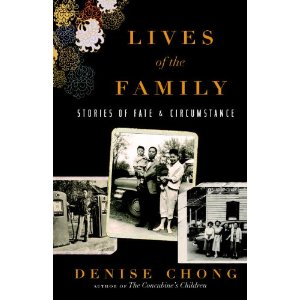 LIVES
of the
FAMILY
STORIES OF FATE & CIRCUMSTANCE
DENISE CHONG
AUTHOR OF The Concubine's Children